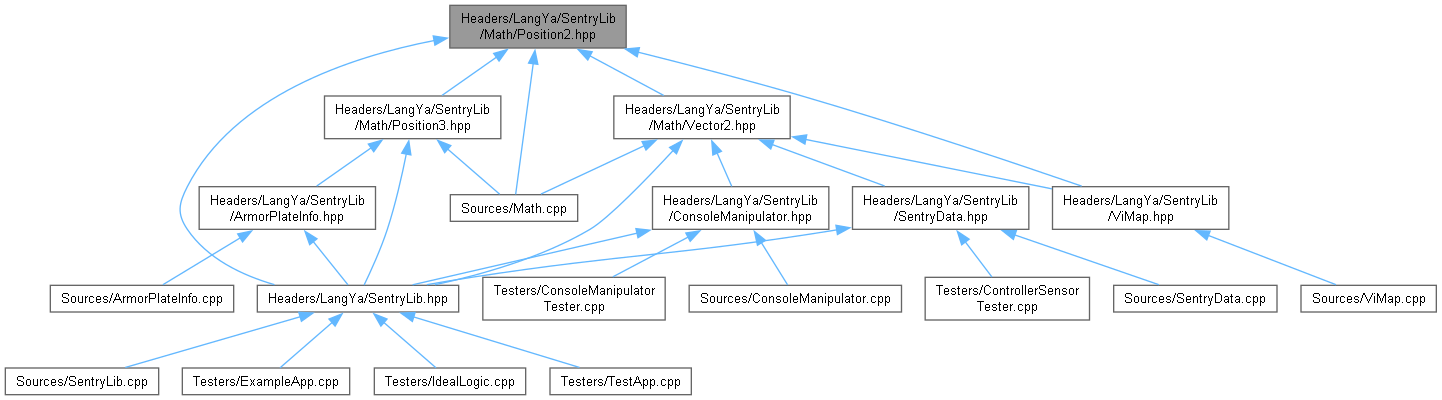 Headers/LangYa/SentryLib
/Math/Position2.hpp
Headers/LangYa/SentryLib
/Math/Position3.hpp
Headers/LangYa/SentryLib
/Math/Vector2.hpp
Headers/LangYa/SentryLib
/ArmorPlateInfo.hpp
Sources/Math.cpp
Headers/LangYa/SentryLib
/ConsoleManipulator.hpp
Headers/LangYa/SentryLib
/SentryData.hpp
Headers/LangYa/SentryLib
/ViMap.hpp
Sources/ArmorPlateInfo.cpp
Headers/LangYa/SentryLib.hpp
Testers/ConsoleManipulator
Tester.cpp
Sources/ConsoleManipulator.cpp
Testers/ControllerSensor
Tester.cpp
Sources/SentryData.cpp
Sources/ViMap.cpp
Sources/SentryLib.cpp
Testers/ExampleApp.cpp
Testers/IdealLogic.cpp
Testers/TestApp.cpp